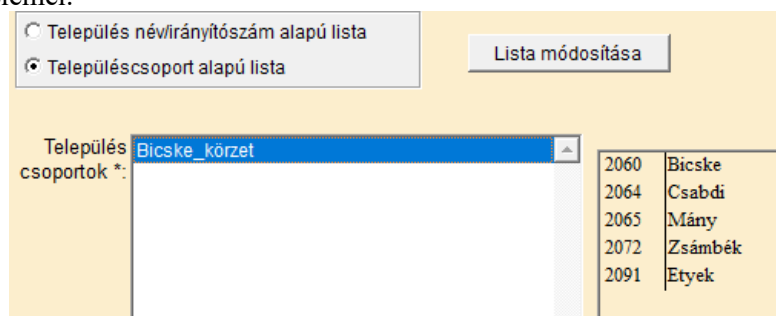 Település név/irányítószám alapú lista
Településcsoport alapú lista
Lista módosítása
Település
csoportok *:
Bicske_körzet
2060 Bicske
2064 Csabdi
2065 Mány
2072 Zsámbék
2091 Etyek